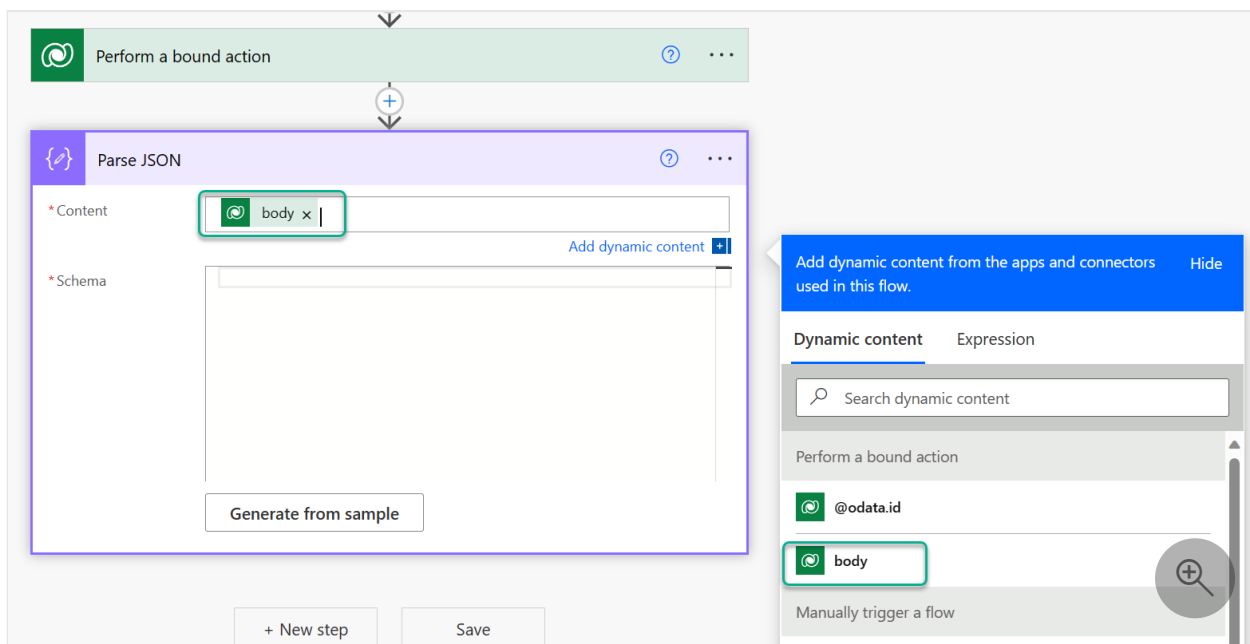 Perform a bound action
Parse JSON
* Content
body ×
Add dynamic content
* Schema
Generate from sample
+ New step
Save
Add dynamic content from the apps and connectors
used in this flow.
Hide
Dynamic content
Expression
Search dynamic content
Perform a bound action
@odata.id
body
Manually trigger a flow